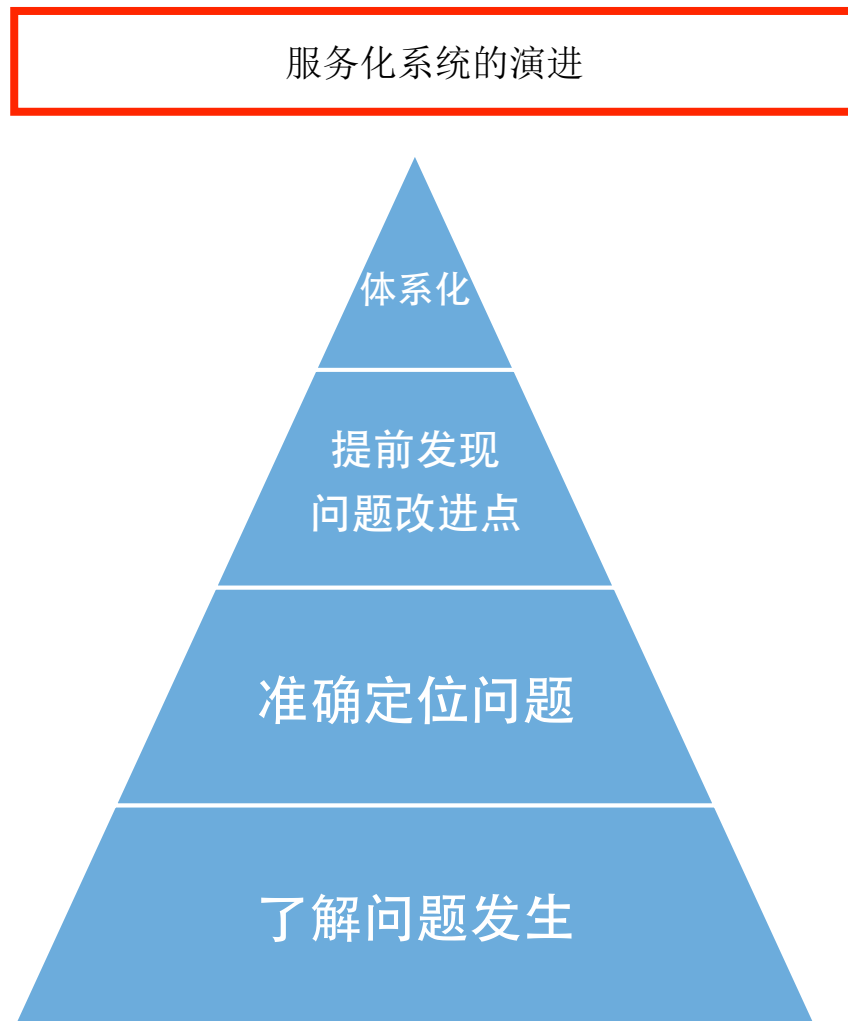 服务化系统的演进
体系化
提前发现
问题改进点
准确定位问题
了解问题发生